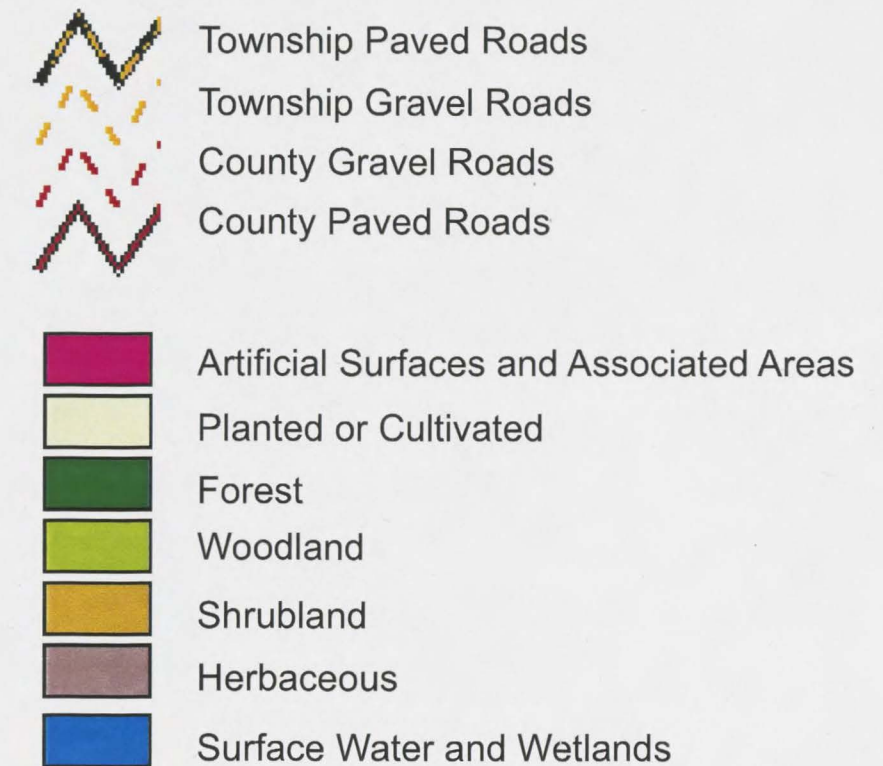 Township Paved Roads
Township Gravel Roads
County Gravel Roads
County Paved Roads
Artificial Surfaces and Associated Areas
Planted or Cultivated
Forest
Woodland
Shrubland
Herbaceous
Surface Water and Wetlands